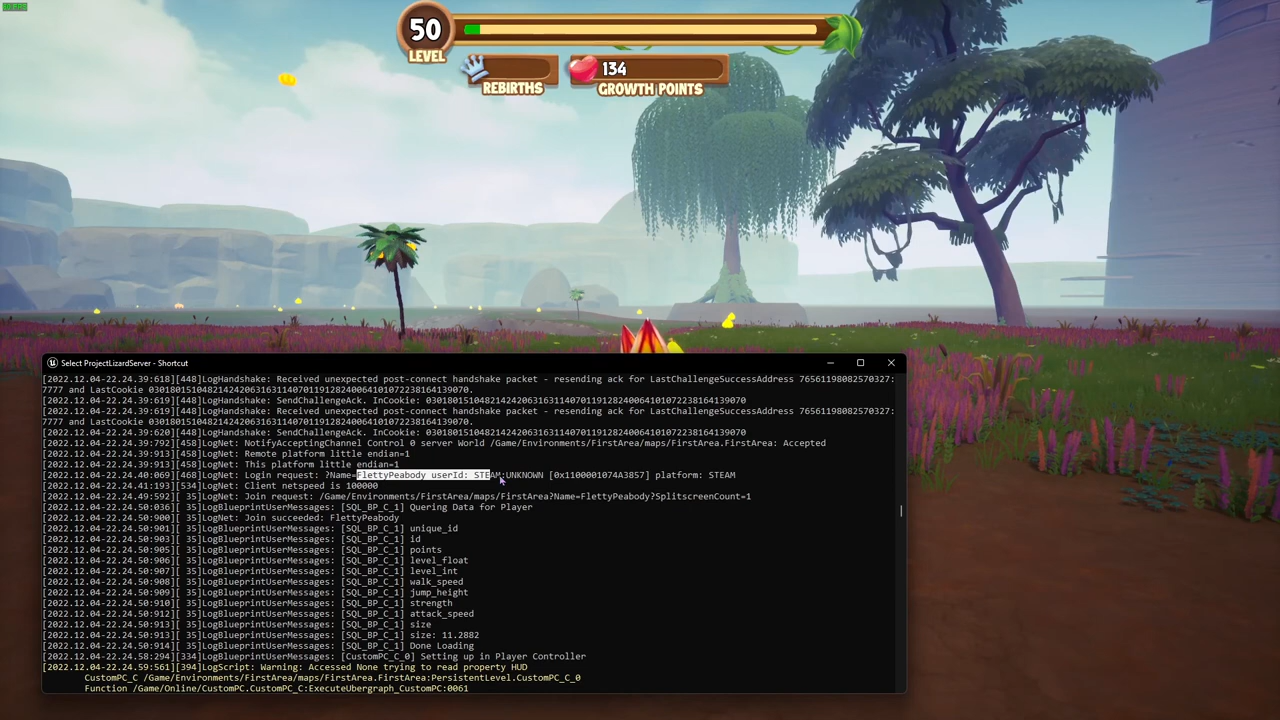 50
LEVEL
REBIRTHS
134
GROWTH POINTS
Select ProjectLizardServer - Shortcut
[2022.12.04-22.24.39:618][448]LogHandshake: Received unexpected post-connect handshake packet - resending ack for LastChallengeSuccessAddress 76561198082570327:
7777 and LastCookie 030180151048214242063163114070119128240064101072238164139070.
[2022.12.04-22.24.39:619][448]LogHandshake: SendChallengeAck. InCookie: 030180151048214242063163114070119128240064101072238164139070
[2022.12.04-22.24.39:619][448]LogHandshake: Received unexpected post-connect handshake packet - resending ack for LastChallengeSuccessAddress 76561198082570327:
7777 and LastCookie 030180151048214242063163114070119128240064101072238164139070.
[2022.12.04-22.24.39:620][448]LogHandshake: SendChallengeAck. InCookie: 030180151048214242063163114070119128240064101072238164139070
[2022.12.04-22.24.39:792][458]LogNet: NotifyAcceptingChannel Control 0 server World /Game/Environments/FirstArea/maps/FirstArea.FirstArea: Accepted
[2022.12.04-22.24.39:913][458]LogNet: Remote platform little endian=1
[2022.12.04-22.24.39:913][458]LogNet: This platform little endian=1
[2022.12.04-22.24.40:069][468]LogNet: Login request: ?Name=FlettyPeabody userId: STEAM:UNKNOWN [0x1100001074A3857] platform: STEAM
[2022.12.04-22.24.41:193][536]LogNet: Client netspeed is 100000
[2022.12.04-22.24.49:592][ 35]LogNet: Join request: /Game/Environments/FirstArea/maps/FirstArea?Name=FlettyPeabody?SplitscreenCount=1
[2022.12.04-22.24.50:036][ 35]LogBlueprintUserMessages: [SQL_BP_C_1] Quering Data for Player
[2022.12.04-22.24.50:900][ 35]LogNet: Join succeeded: FlettyPeabody
[2022.12.04-22.24.50:901][ 35]LogBlueprintUserMessages: [SQL_BP_C_1] unique_id
[2022.12.04-22.24.50:903][ 35]LogBlueprintUserMessages: [SQL_BP_C_1] id
[2022.12.04-22.24.50:905][ 35]LogBlueprintUserMessages: [SQL_BP_C_1] points
[2022.12.04-22.24.50:906][ 35]LogBlueprintUserMessages: [SQL_BP_C_1] level_float
[2022.12.04-22.24.50:907][ 35]LogBlueprintUserMessages: [SQL_BP_C_1] level_int
[2022.12.04-22.24.50:908][ 35]LogBlueprintUserMessages: [SQL_BP_C_1] walk_speed
[2022.12.04-22.24.50:909][ 35]LogBlueprintUserMessages: [SQL_BP_C_1] jump_height
[2022.12.04-22.24.50:910][ 35]LogBlueprintUserMessages: [SQL_BP_C_1] strength
[2022.12.04-22.24.50:912][ 35]LogBlueprintUserMessages: [SQL_BP_C_1] attack_speed
[2022.12.04-22.24.50:913][ 35]LogBlueprintUserMessages: [SQL_BP_C_1] size
[2022.12.04-22.24.50:913][ 35]LogBlueprintUserMessages: [SQL_BP_C_1] size: 11.2882
[2022.12.04-22.24.50:914][ 35]LogBlueprintUserMessages: [SQL_BP_C_1] Done Loading
[2022.12.04-22.24.58:294][334]LogBlueprintUserMessages: [CustomPC_C_0] Setting up in Player Controller
[2022.12.04-22.24.59:561][394]LogScript: Warning: Accessed None trying to read property HUD
CustomPC_C /Game/Environments/FirstArea/maps/FirstArea.FirstArea:PersistentLevel.CustomPC_C_0
Function /Game/Online/CustomPC.CustomPC_C:ExecuteUbergraph_CustomPC:0061